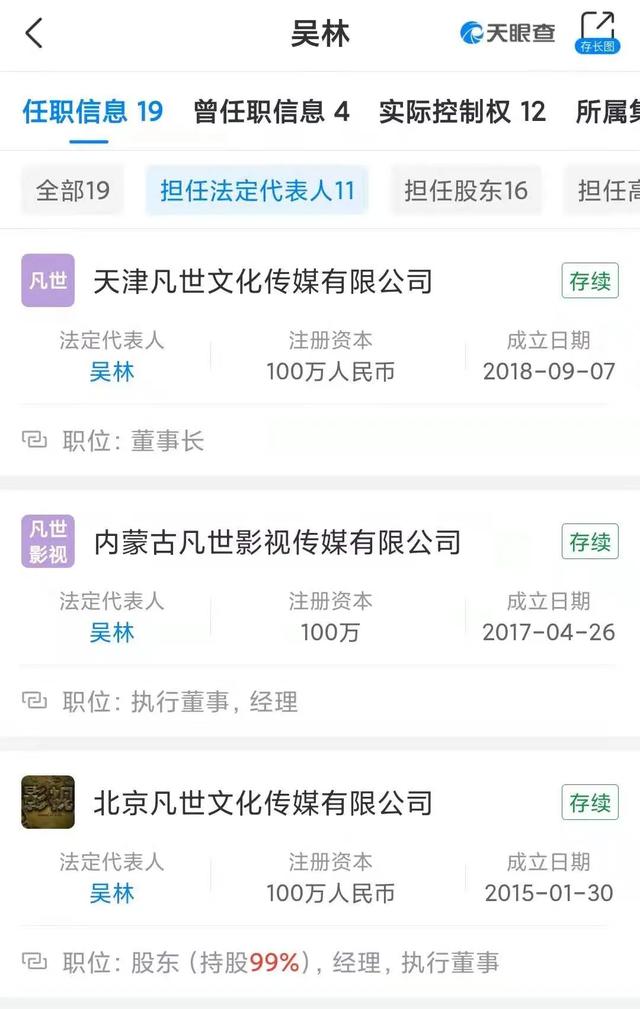 吴林
天眼查
存长图
任职信息 19 曾任职信息 4 实际控制权 12 所属集
全部19 担任法定代表人11 担任股东16 担任高
凡世 天津凡世文化传媒有限公司 存续
法定代表人 注册资本 成立日期
吴林 100万人民币 2018-09-07
职位: 董事长
凡世
影视
内蒙古凡世影视传媒有限公司 存续
法定代表人 注册资本 成立日期
吴林 100万 2017-04-26
职位: 执行董事, 经理
影视 北京凡世文化传媒有限公司 存续
法定代表人 注册资本 成立日期
吴林 100万人民币 2015-01-30
职位: 股东 (持股99%), 经理, 执行董事